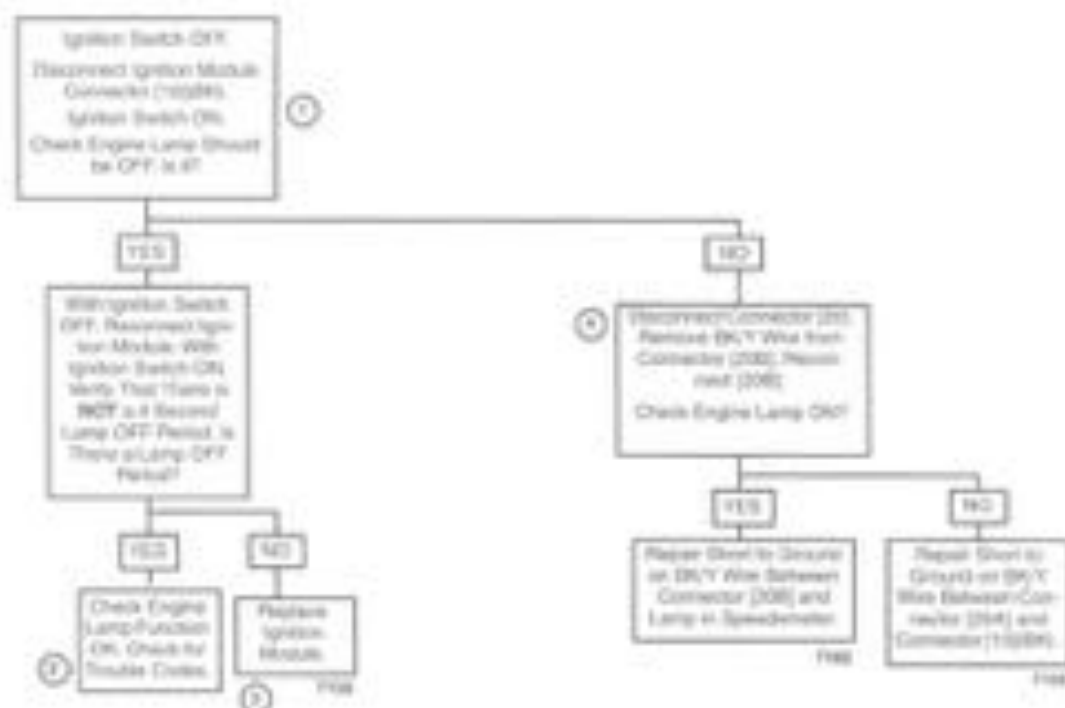 Ignition Switch OFF.
Disconnect Ignition Module
Connector
Ignition Switch ON.
Check Engine Lamp Should
be OFF. Is it?
1
YES
NO
With Ignition Switch
OFF, Reconnect Igni-
tion Module. With
Ignition Switch ON,
Verify That There is
NOT a 4 Second
Lamp OFF Period. Is
There a Lamp OFF
Period?
Disconnect Connector
Remove BK/Y Wire from
Connector [20B]. Recon-
nect [20B].
Check Engine Lamp ON?
YES
NO
YES
NO
Check Engine
Lamp Function
OK. Check for
Trouble Codes.
Replace
Ignition
Module.
Repair Short to Ground
on BK/Y Wire Between
Connector [20B] and
Lamp in Speedometer.
Repair Short to
Ground on BK/Y
Wire Between Con-
nector [20A] and
Connector